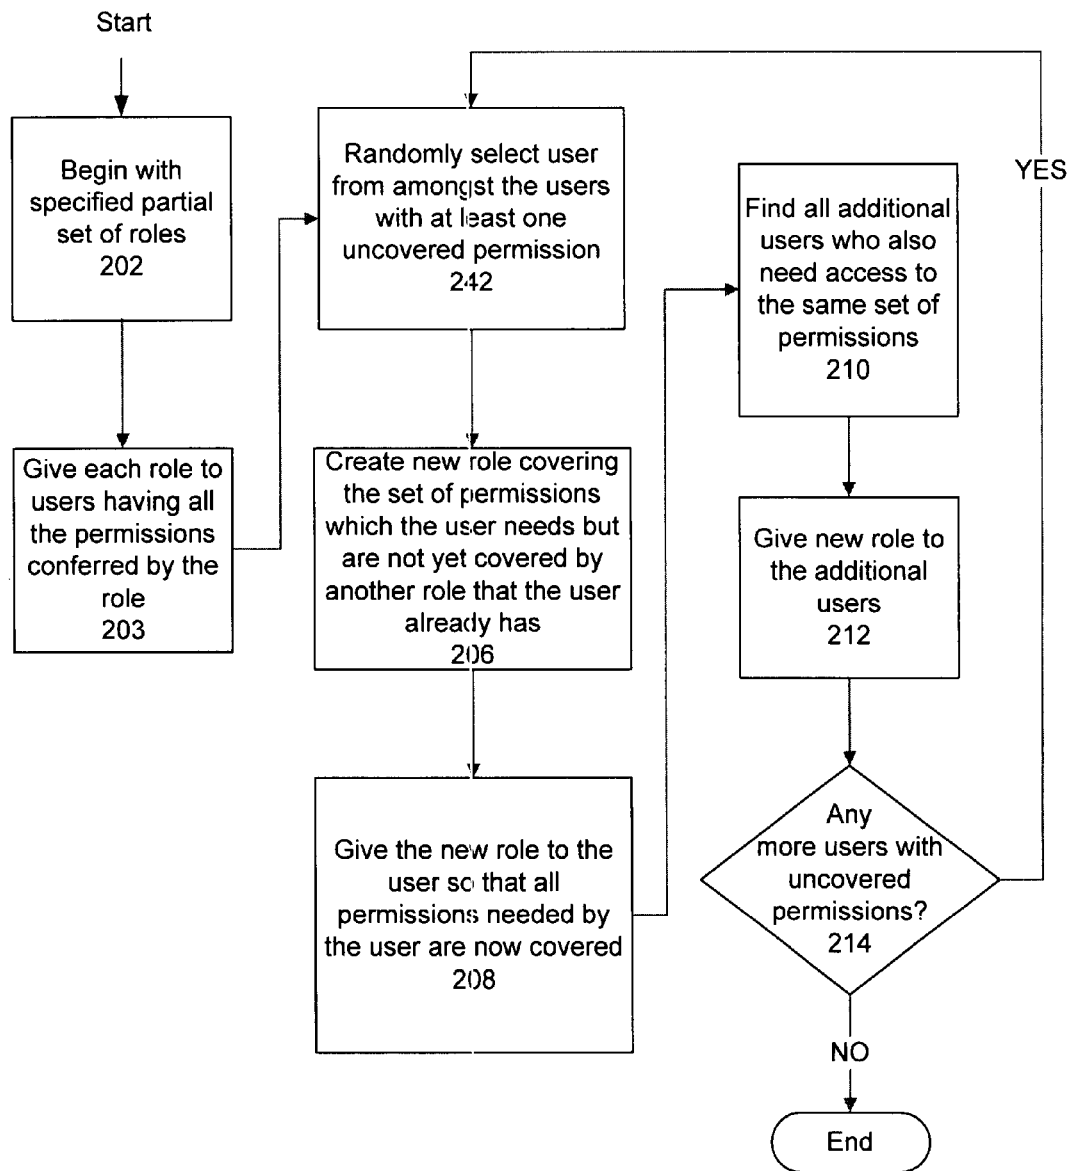 Start
Begin with
specified partial
set of roles
202
Give each role to
users having all
the permissions
conferred by the
role
203
Randomly select user
from amongst the users
with at least one
uncovered permission
242
Create new role covering
the set of permissions
which the user needs but
are not yet covered by
another role that the user
already has
206
Give the new role to the
user so that all
permissions needed by
the user are now covered
208
Find all additional
users who also
need access to
the same set of
permissions
210
Give new role to
the additional
users
212
Any
more users with
uncovered
permissions?
214
YES
NO
End